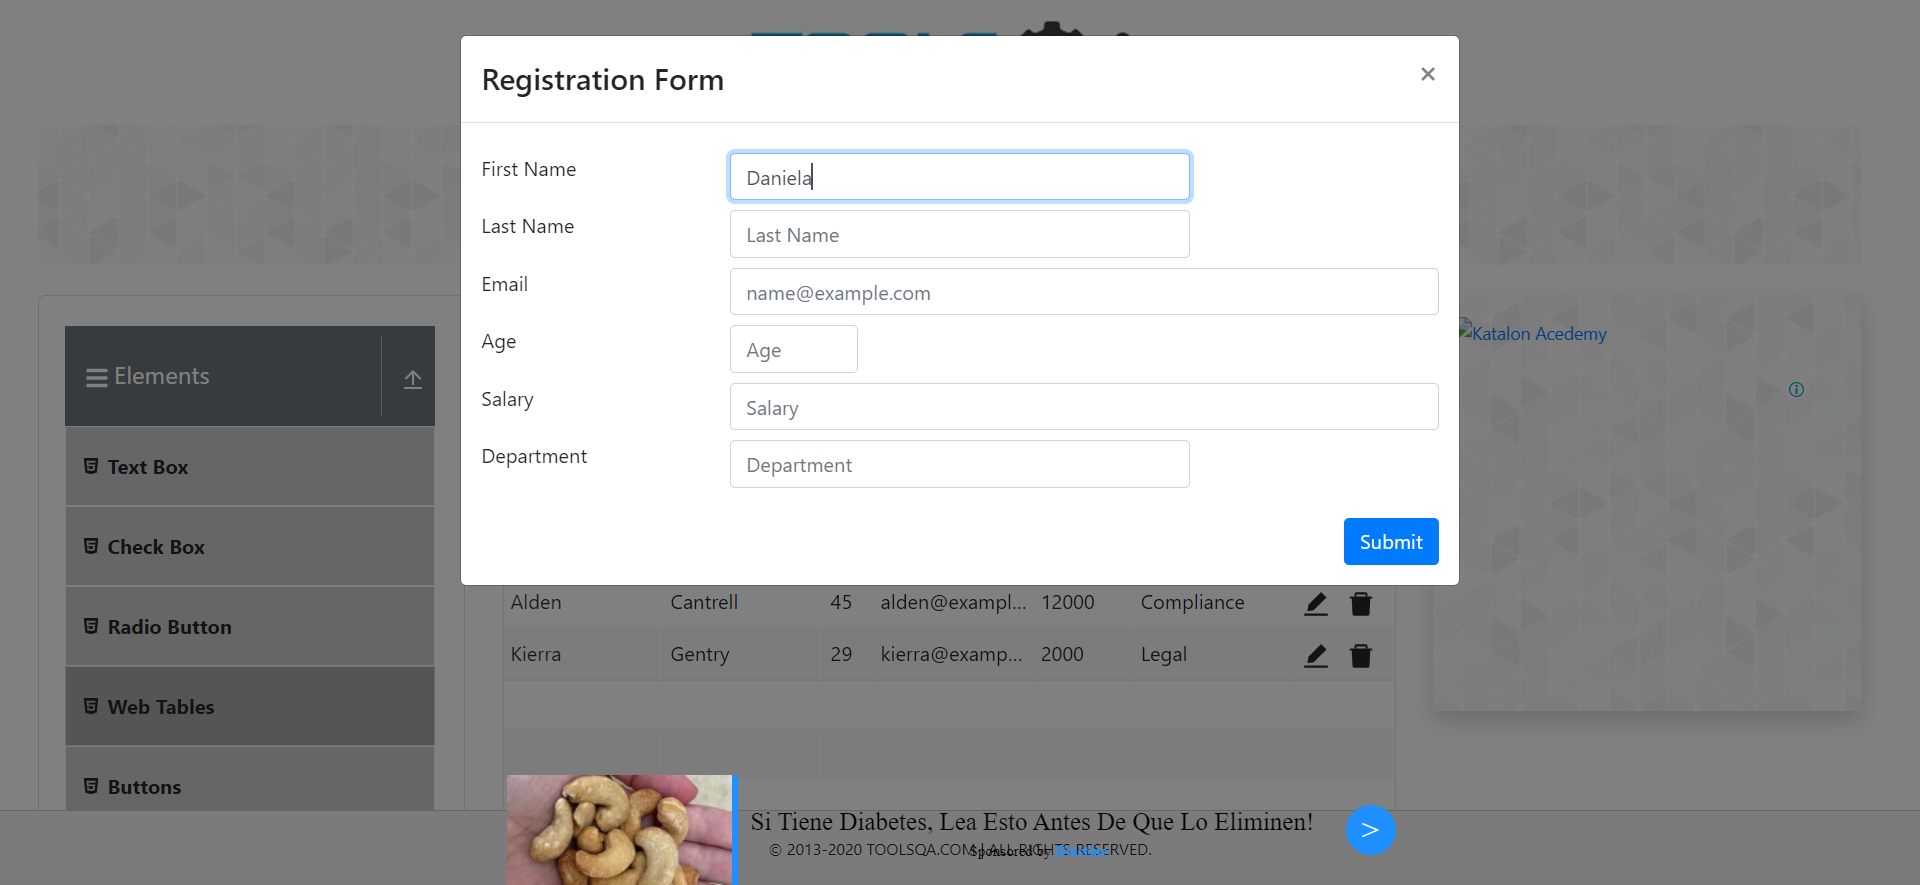 Registration Form
×
First Name
Daniela
Last Name
Last Name
Email
name@example.com
Age
Age
Salary
Salary
Department
Department
Submit
Elements
Text Box
Check Box
Radio Button
Web Tables
Buttons
Alden Cantrell 45 alden@exampl... 12000 Compliance
Kierra Gentry 29 kierra@examp... 2000 Legal
Katalon Acedemy
Si Tiene Diabetes, Lea Esto Antes De Que Lo Eliminen!
>
© 2013-2020 TOOLSQA.COM | ALL RIGHTS RESERVED.
Sponsored by